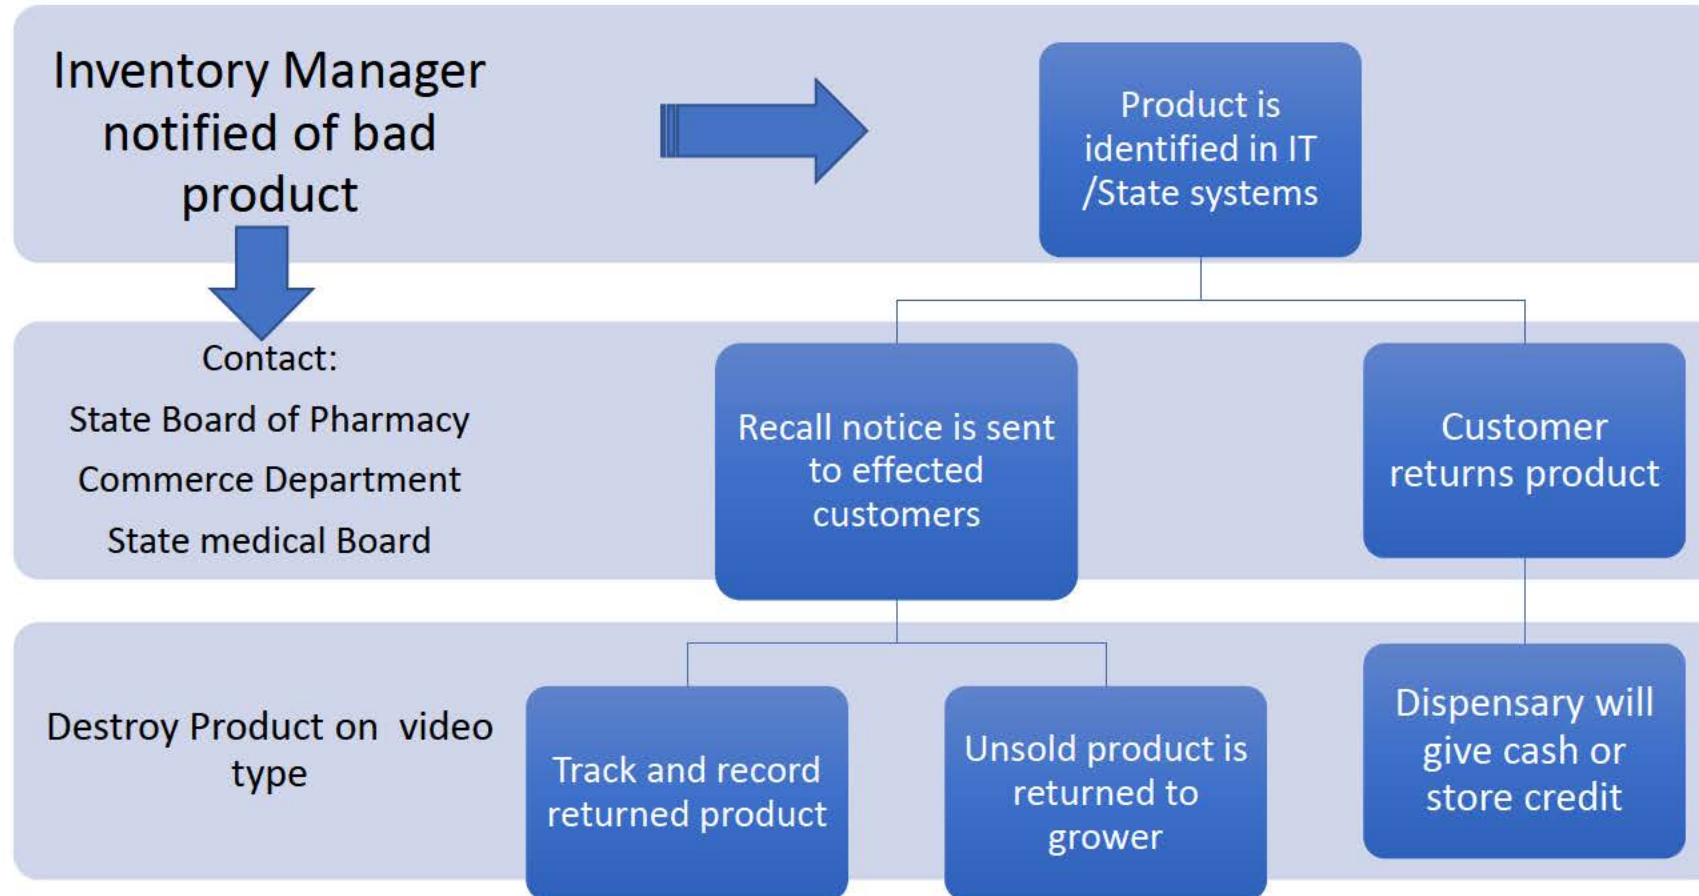 Inventory Manager
notified of bad
product
Product is
identified in IT
/State systems
Contact:
State Board of Pharmacy
Commerce Department
State medical Board
Recall notice is sent
to effected
customers
Customer
returns product
Destroy Product on  video
type
Track and record
returned product
Unsold product is
returned to
grower
Dispensary will
give cash or
store credit